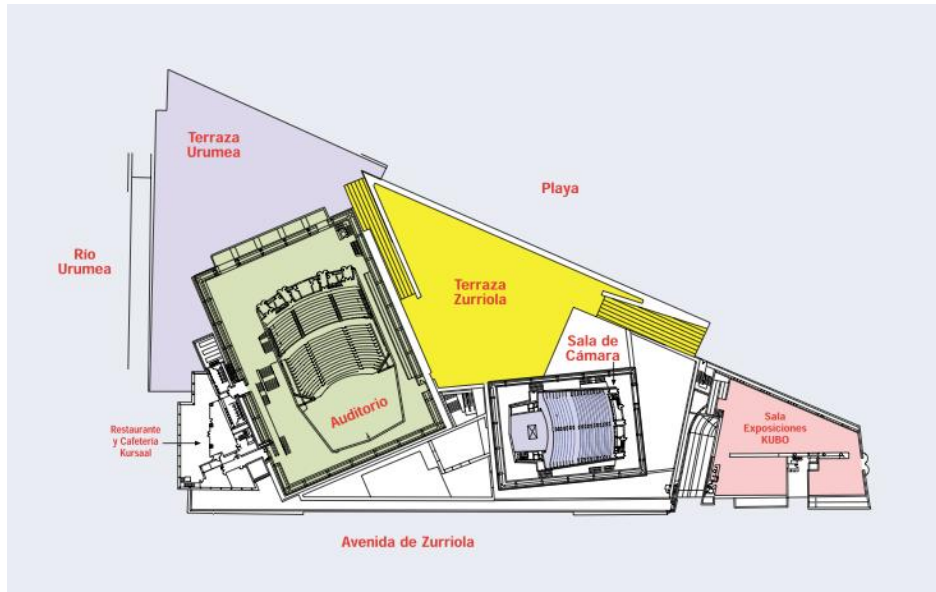 Terraza
Urumea
Playa
Río
Urumea
Terraza
Zurriola
Sala de
Cámara
Auditorio
Restaurante
y Cafetería
Kursaal
Sala
Exposiciones
KUBO
Avenida de Zurriola